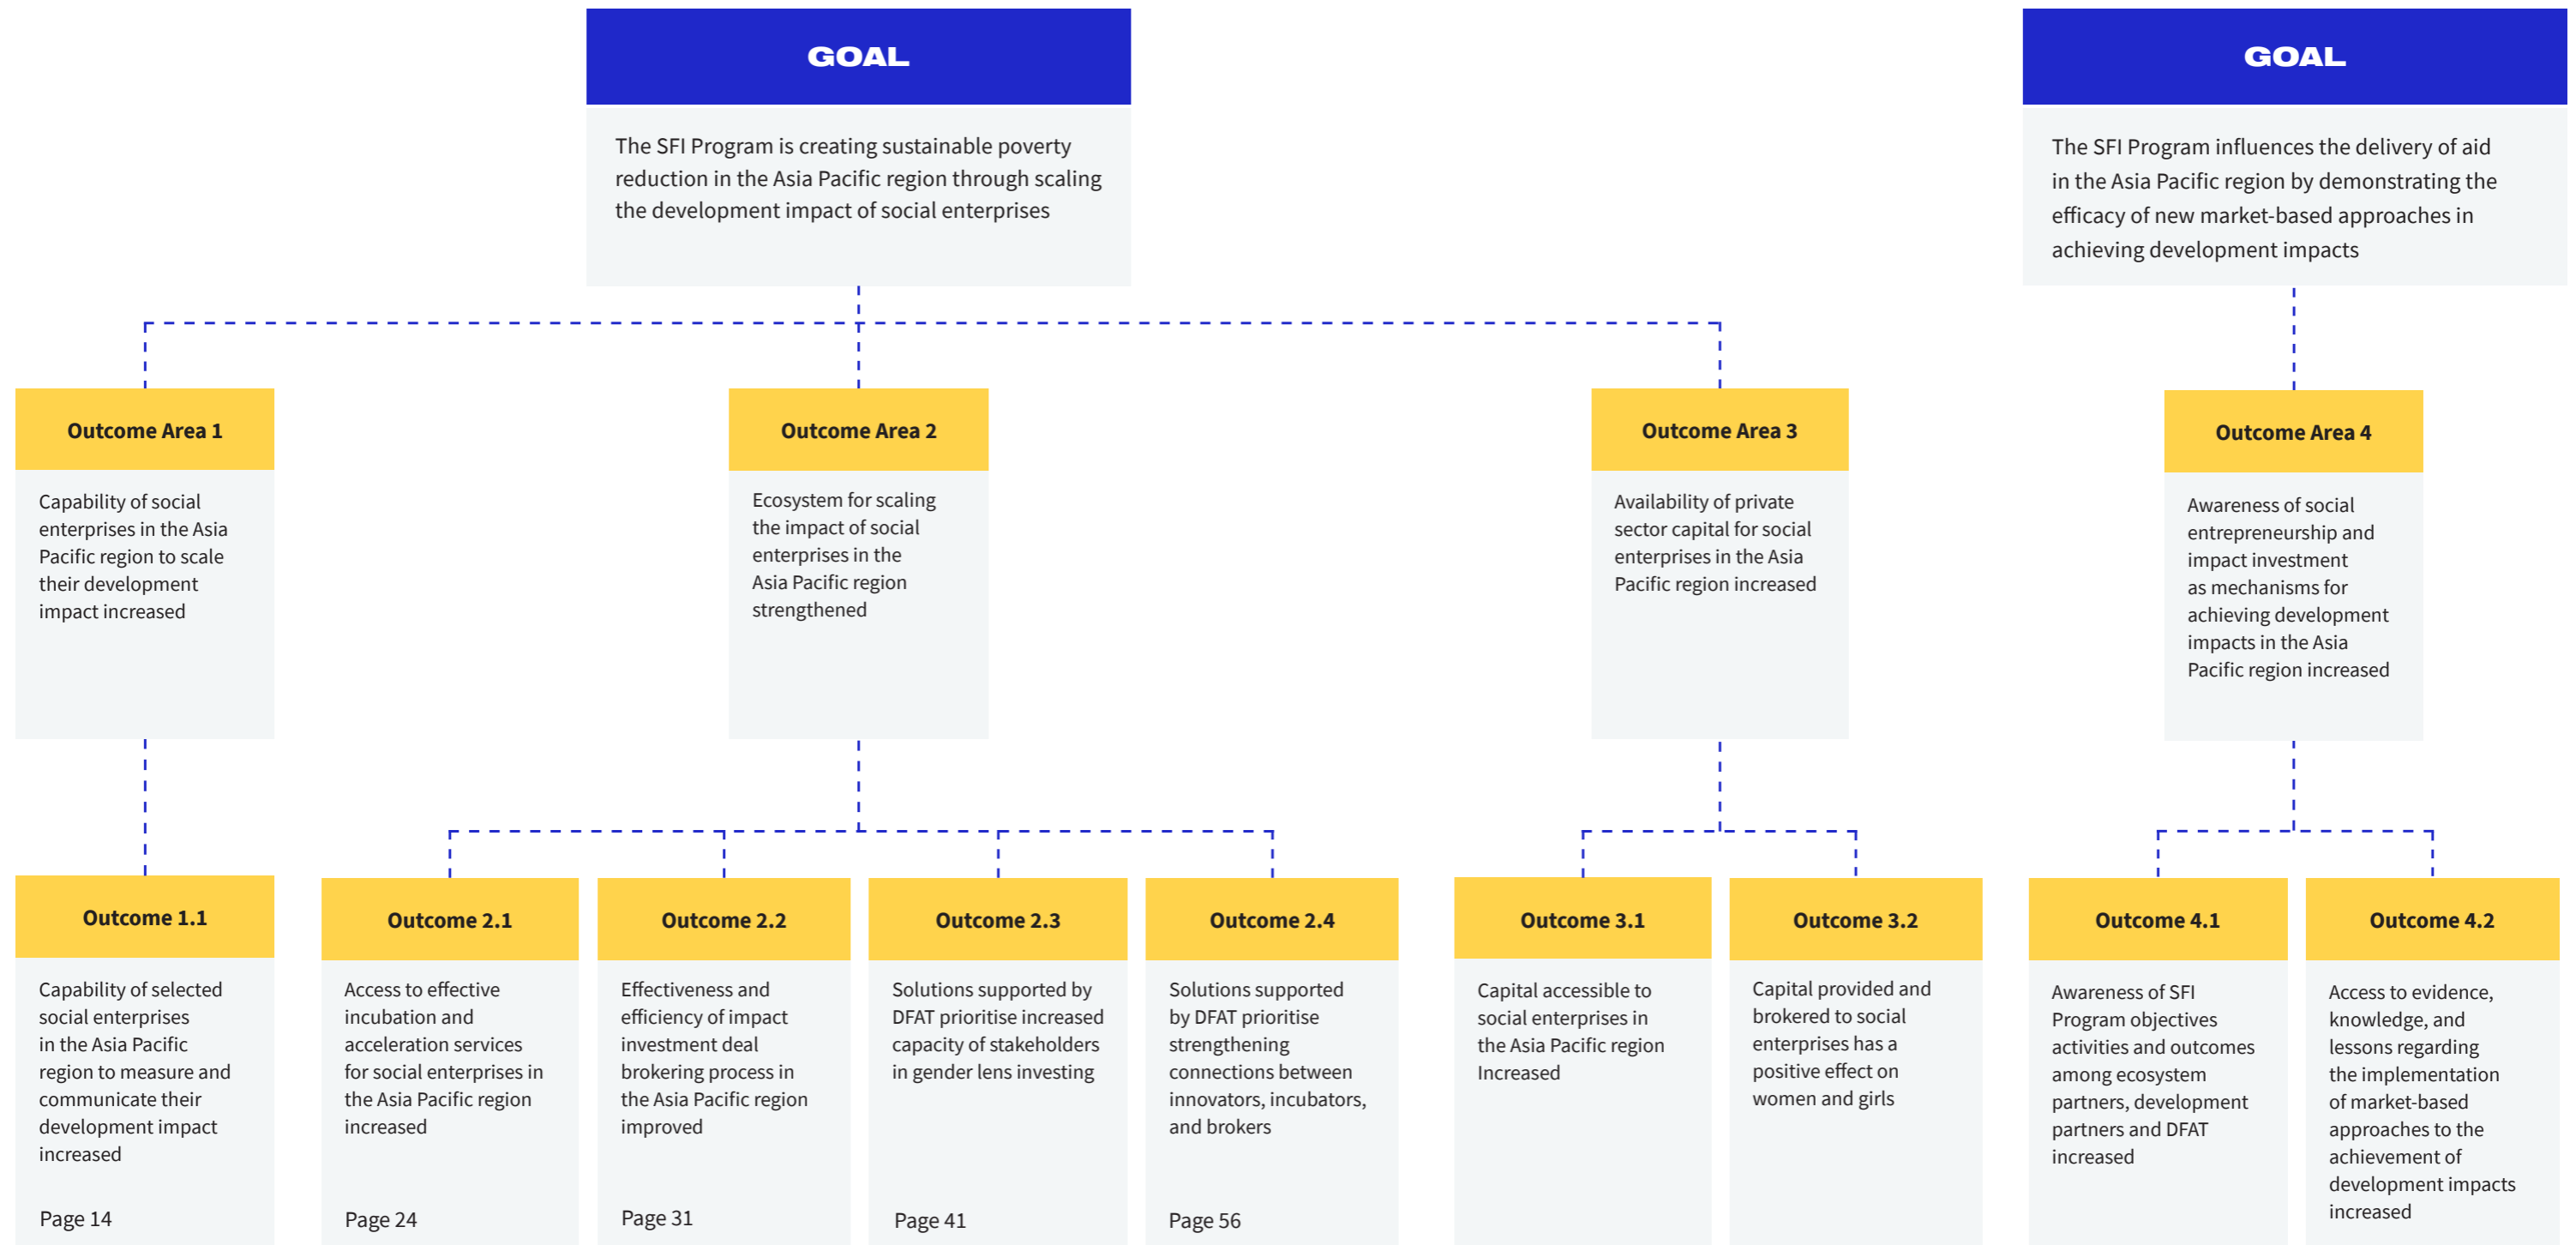 GOAL
The SFI Program is creating sustainable poverty
reduction in the Asia Pacific region through scaling
the development impact of social enterprises
GOAL
The SFI Program influences the delivery of aid
in the Asia Pacific region by demonstrating the
efficacy of new market-based approaches in
achieving development impacts
Outcome Area 1
Capability of social
enterprises in the Asia
Pacific region to scale
their development
impact increased
Outcome Area 2
Ecosystem for scaling
the impact of social
enterprises in the
Asia Pacific region
strengthened
Outcome Area 3
Availability of private
sector capital for social
enterprises in the Asia
Pacific region increased
Outcome Area 4
Awareness of social
entrepreneurship and
impact investment
as mechanisms for
achieving development
impacts in the Asia
Pacific region increased
Outcome 1.1
Capability of selected
social enterprises
in the Asia Pacific
region to measure and
communicate their
development impact
increased
Page 14
Outcome 2.1
Access to effective
incubation and
acceleration services
for social enterprises in
the Asia Pacific region
increased
Page 24
Outcome 2.2
Effectiveness and
efficiency of impact
investment deal
brokering process in
the Asia Pacific region
improved
Page 31
Outcome 2.3
Solutions supported by
DFAT prioritise increased
capacity of stakeholders
in gender lens investing
Page 41
Outcome 2.4
Solutions supported
by DFAT prioritise
strengthening
connections between
innovators, incubators,
and brokers
Page 56
Outcome 3.1
Capital accessible to
social enterprises in
the Asia Pacific region
Increased
Outcome 3.2
Capital provided and
brokered to social
enterprises has a
positive effect on
women and girls
Outcome 4.1
Awareness of SFI
Program objectives
activities and outcomes
among ecosystem
partners, development
partners and DFAT
increased
Outcome 4.2
Access to evidence,
knowledge, and
lessons regarding
the implementation
of market-based
approaches to the
achievement of
development impacts
increased